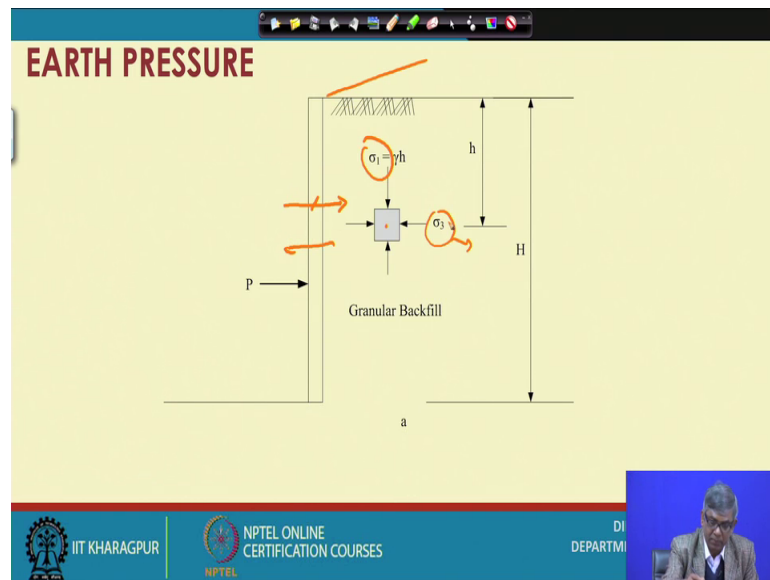 EARTH PRESSURE
σ₁ = γh
h
σ₃
H
P
Granular Backfill
a
IIT KHARAGPUR
NPTEL
NPTEL ONLINE
CERTIFICATION COURSES
DI
DEPARTM